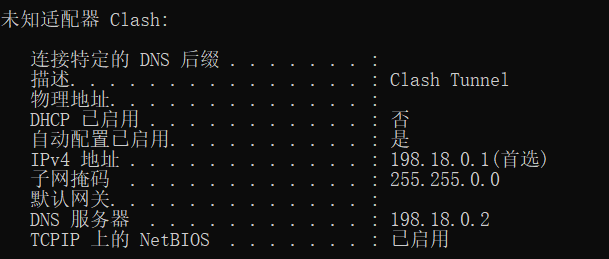 未知适配器 Clash:
连接特定的 DNS 后缀 . . . . . . . :
描述. . . . . . . . . . . . . . . : Clash Tunnel
物理地址. . . . . . . . . . . . . :
DHCP 已启用 . . . . . . . . . . . : 否
自动配置已启用. . . . . . . . . . : 是
IPv4 地址 . . . . . . . . . . . . : 198.18.0.1(首选)
子网掩码  . . . . . . . . . . . . : 255.255.0.0
默认网关. . . . . . . . . . . . . :
DNS 服务器  . . . . . . . . . . . : 198.18.0.2
TCPIP 上的 NetBIOS  . . . . . . . : 已启用